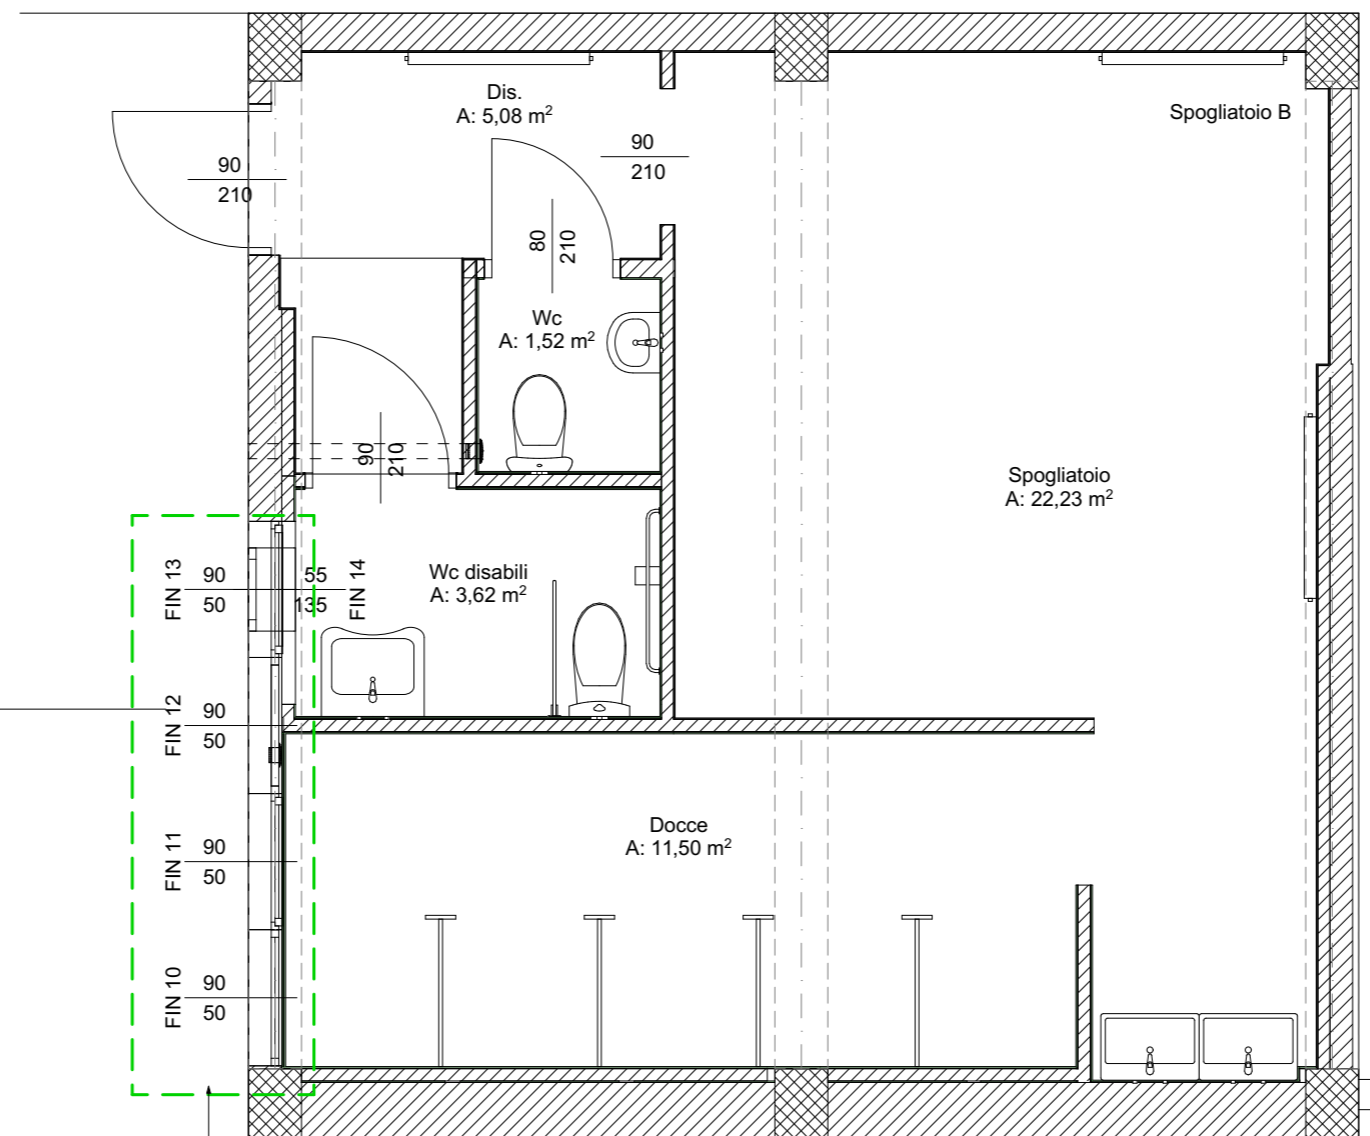 Dis.
A: 5,08 m²
Spogliatoio B
90
210
90
210
80
210
Wc
A: 1,52 m²
90
210
Spogliatoio
A: 22,23 m²
FIN 13
90
50
55
135
FIN 14
Wc disabili
A: 3,62 m²
FIN 12
90
50
FIN 11
90
50
Docce
A: 11,50 m²
FIN 10
90
50